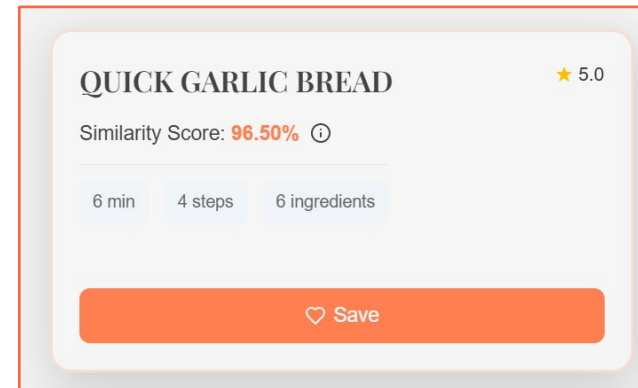 QUICK GARLIC BREAD
5.0
Similarity Score: 96.50%
6 min
4 steps
6 ingredients
Save